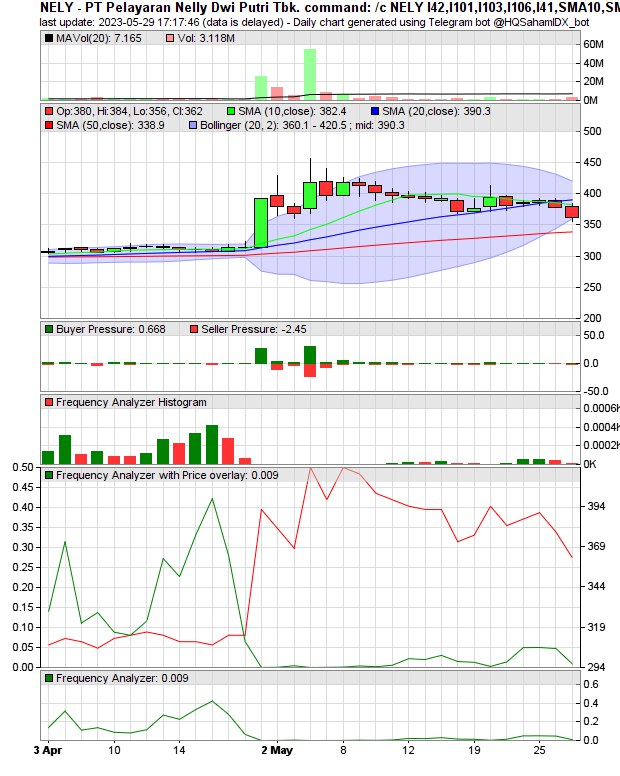 NELY - PT Pelayaran Nelly Dwi Putri Tbk. command: /c NELY I42,I101,I103,I106,I41,SMA10,SM
last update: 2023-05-29 17:17:46 (data is delayed) - Daily chart generated using Telegram bot @HQSahamIDX_bot
MAVol(20): 7.165 Vol: 3.118M
60M
40M
20M
0M
Op:380, Hi:384, Lo:356, Cl:362 SMA (10,close): 382.4 SMA (20,close): 390.3
SMA (50,close): 338.9 Bollinger (20, 2): 360.1 - 420.5 ; mid: 390.3
500
450
400
350
300
250
200
Buyer Pressure: 0.668 Seller Pressure: -2.45
50.0
0.0
-50.0
Frequency Analyzer Histogram
0.0006K
0.0004K
0.0002K
0K
0.50
Frequency Analyzer with Price overlay: 0.009
0.45
0.40
0.35
0.30
0.25
0.20
0.15
0.10
0.05
0.00
394
369
344
319
294
Frequency Analyzer: 0.009
0.6
0.4
0.2
0.0
3 Apr 10 14 2 May 8 12 19 25